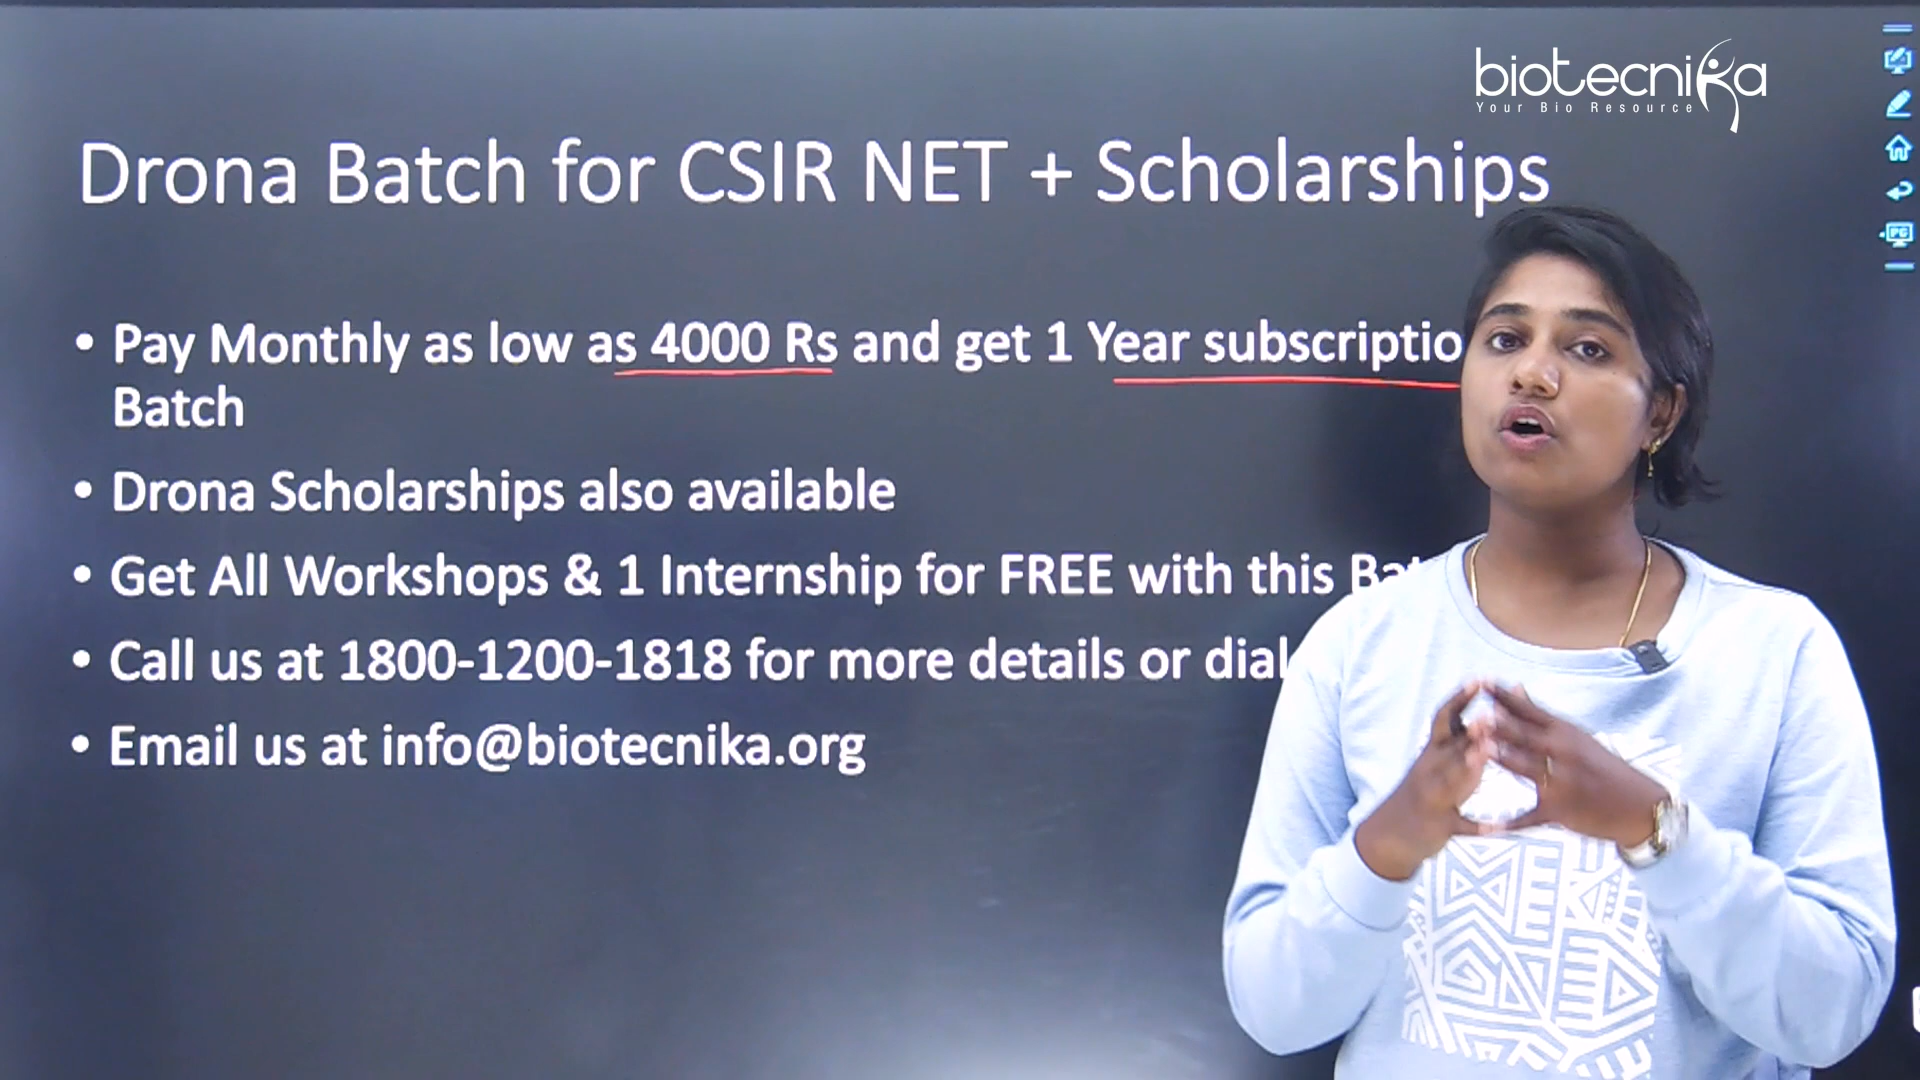 biotecnika
Your Bio Resource
Drona Batch for CSIR NET + Scholarships
• Pay Monthly as low as 4000 Rs and get 1 Year
Batch
• Drona Scholarships also available
• Get All Workshops & 1 Internship for FREE with this
• Call us at 1800-1200-1818 for more details or dial
• Email us at info@biotecnika.org
PC